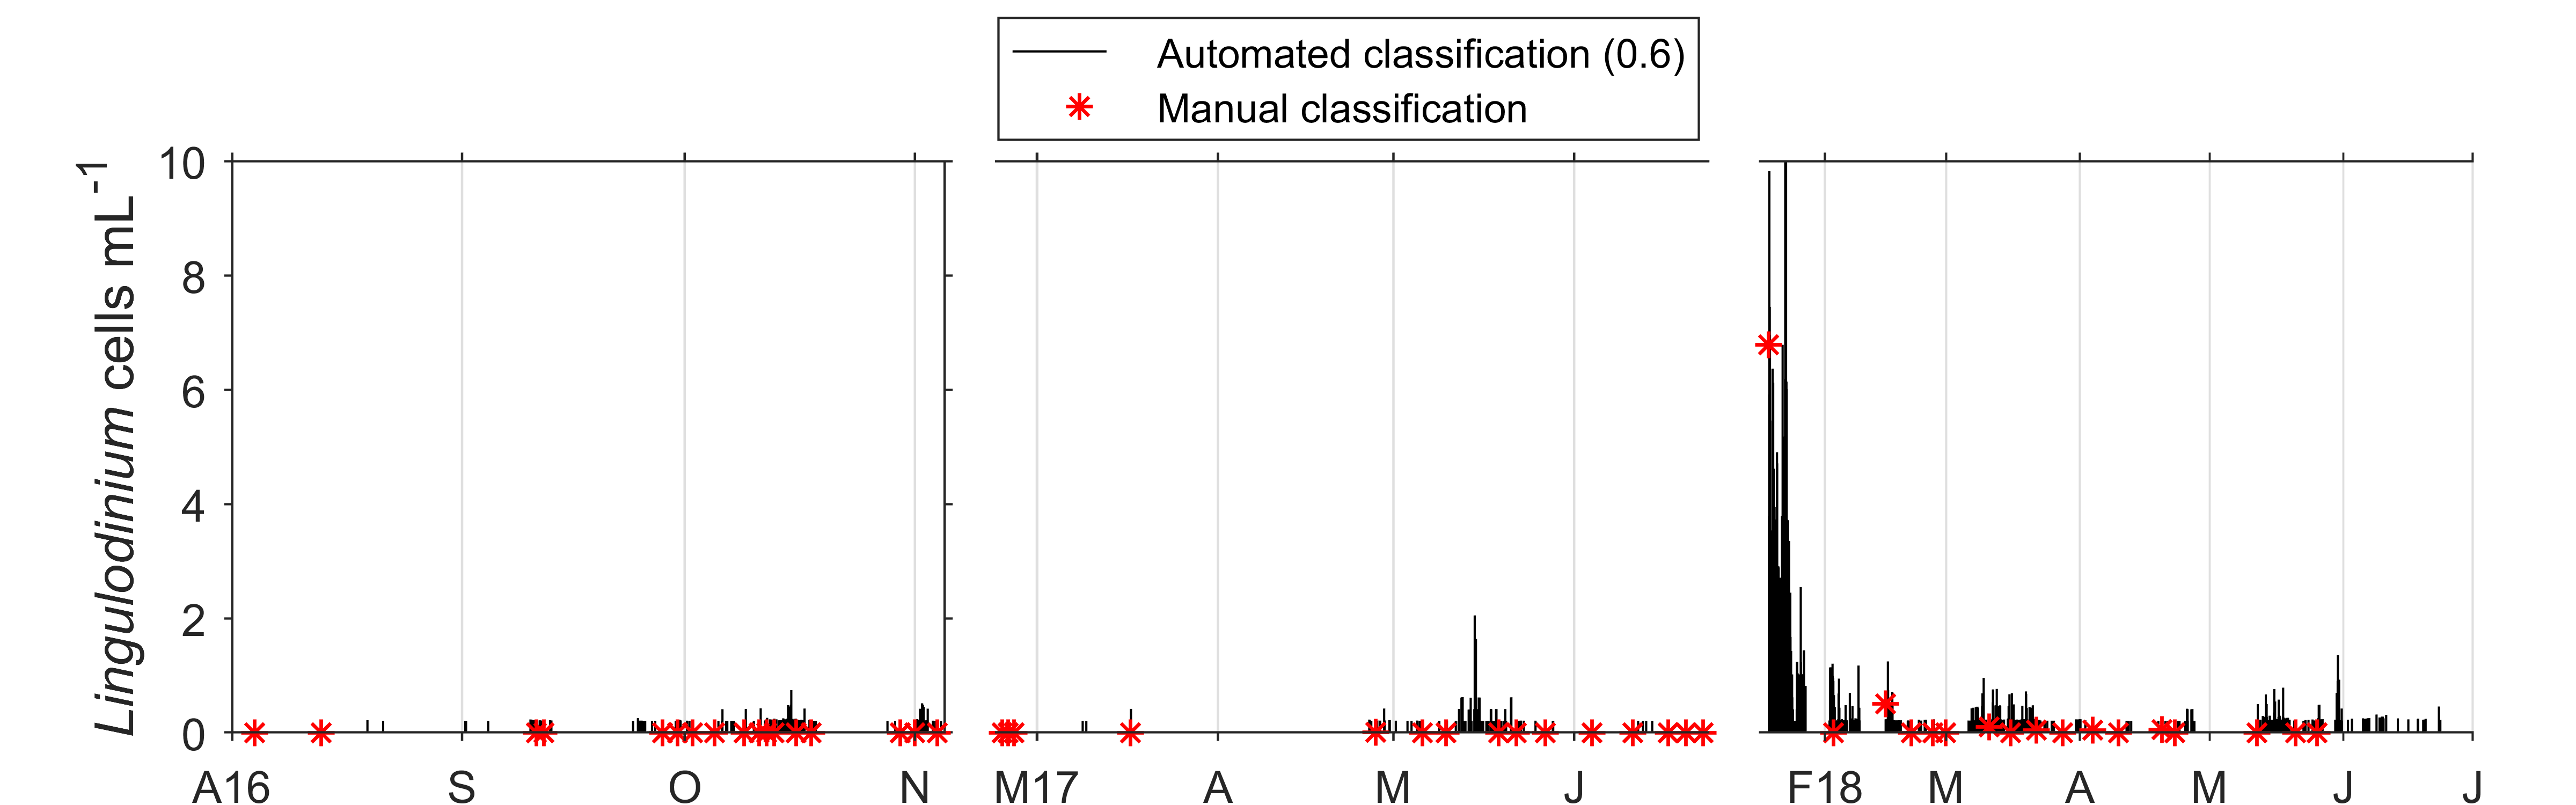 Automated classification (0.6)
Manual classification
Lingulodinium cells mL-1
10
8
6
4
2
0
A16 S O N M17 A M J F18 M A M J J